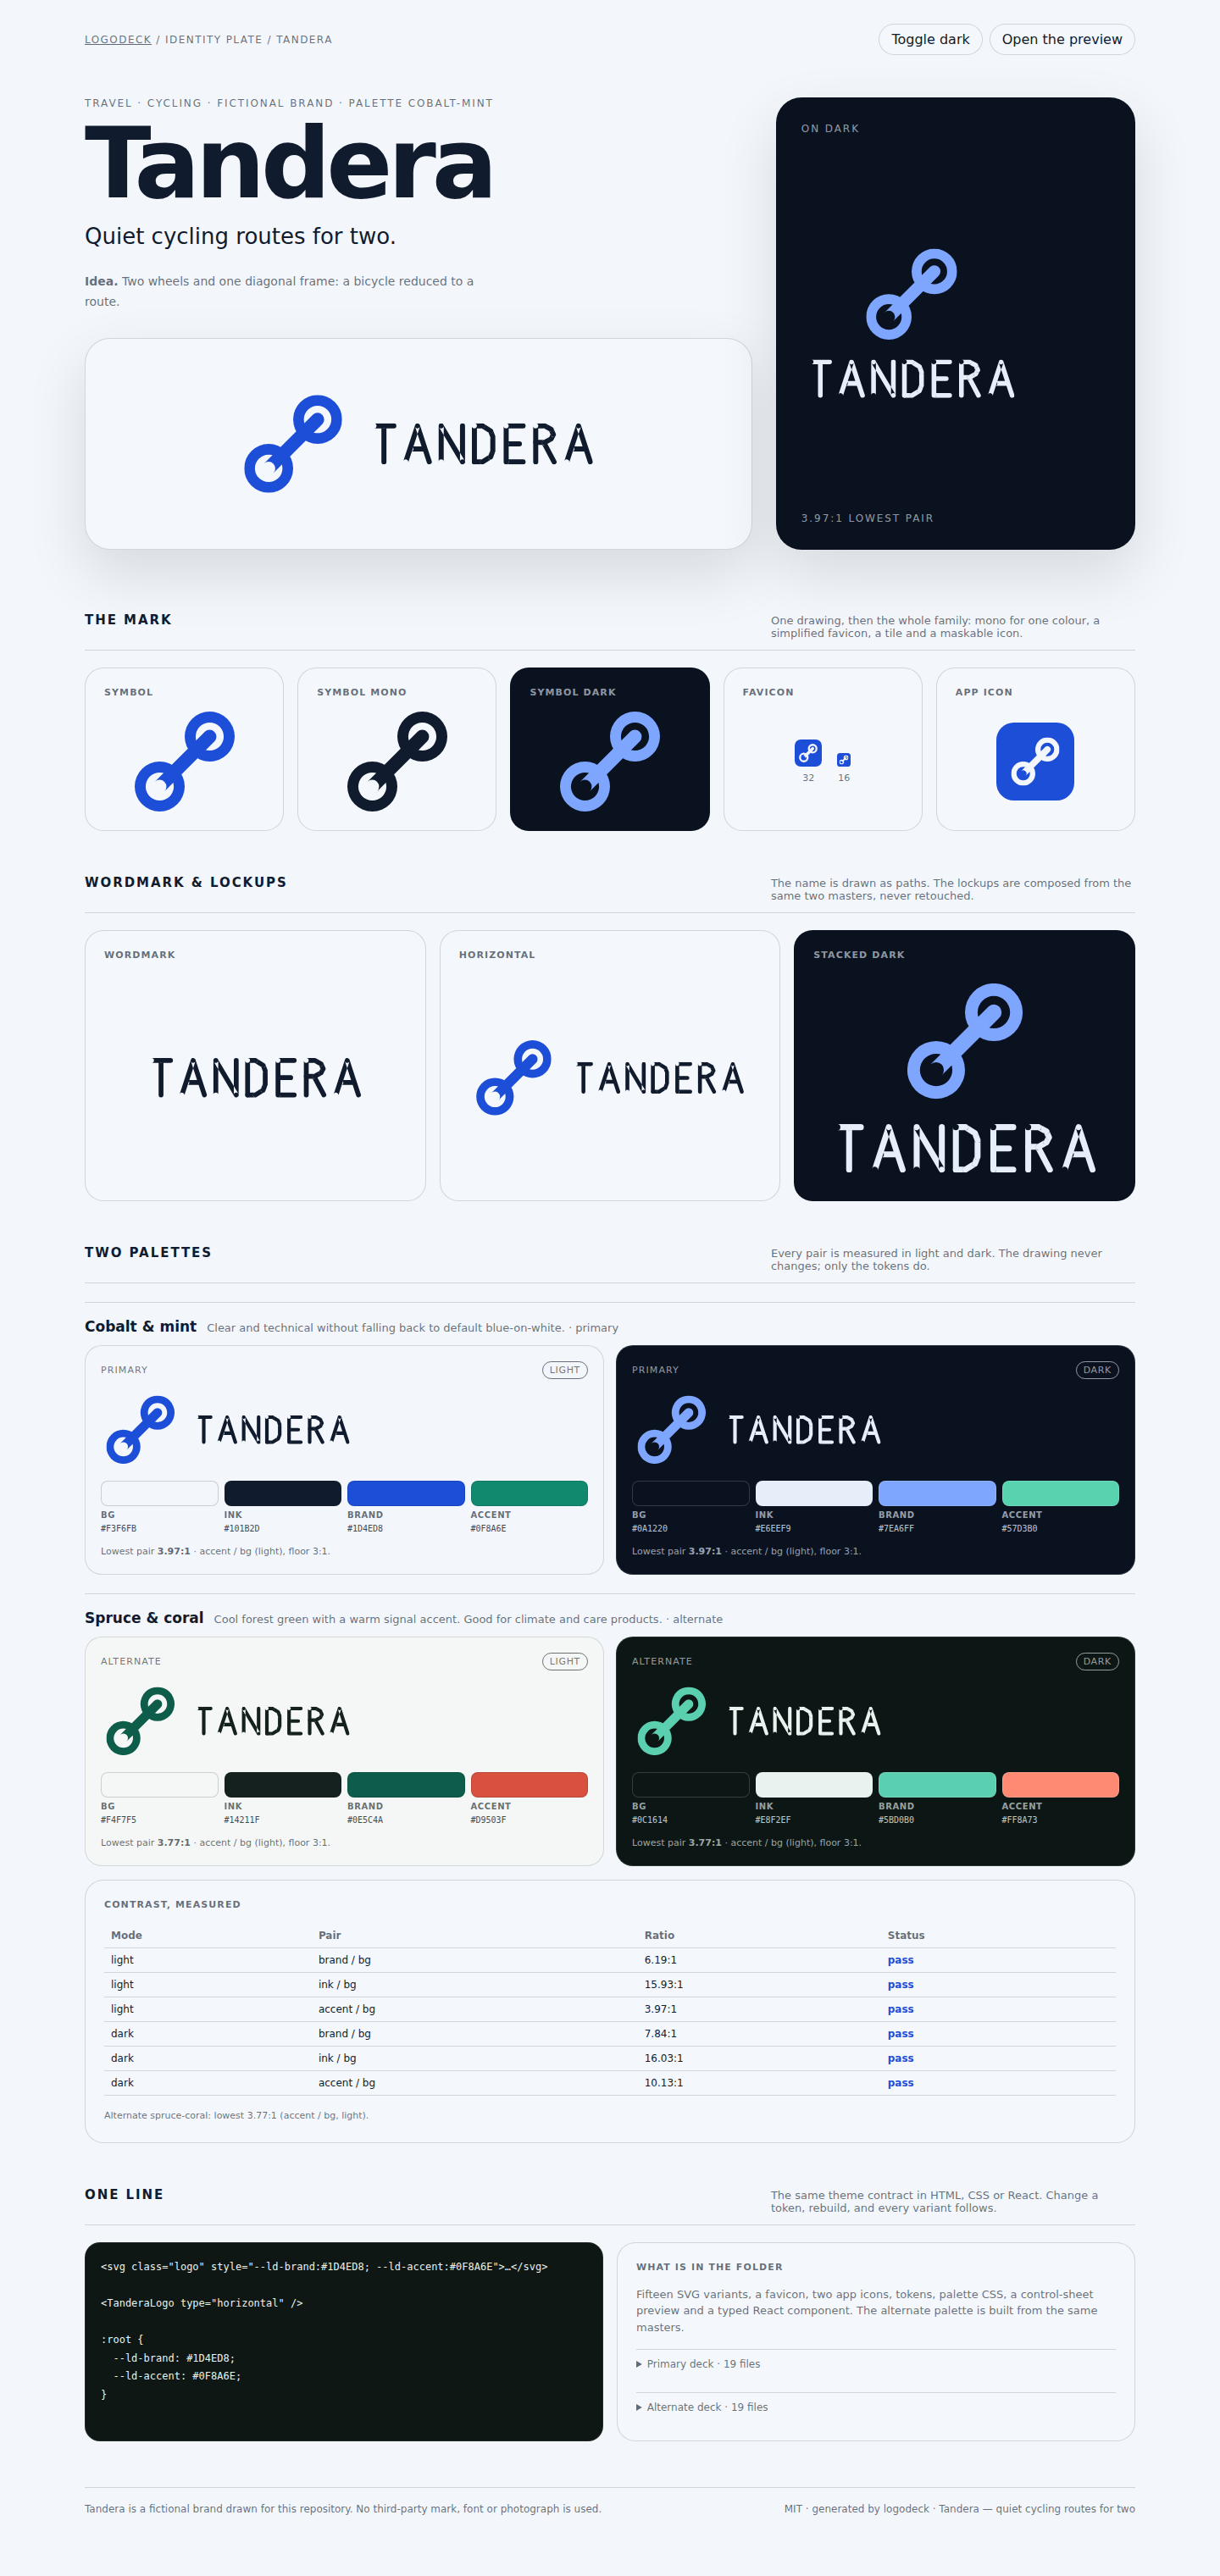 LOGODECK / IDENTITY PLATE / TANDERA
Toggle dark
Open the preview
TRAVEL · CYCLING · FICTIONAL BRAND · PALETTE COBALT-MINT
Tandera
Quiet cycling routes for two.
Idea. Two wheels and one diagonal frame: a bicycle reduced to a
route.
TANDERA
ON DARK
TANDERA
3.97:1 LOWEST PAIR
THE MARK
One drawing, then the whole family: mono for one colour, a
simplified favicon, a tile and a maskable icon.
SYMBOL
SYMBOL MONO
SYMBOL DARK
FAVICON
32
16
APP ICON
WORDMARK & LOCKUPS
The name is drawn as paths. The lockups are composed from the
same two masters, never retouched.
WORDMARK
TANDERA
HORIZONTAL
TANDERA
STACKED DARK
TANDERA
TWO PALETTES
Every pair is measured in light and dark. The drawing never
changes; only the tokens do.
Cobalt & mint Clear and technical without falling back to default blue-on-white. · primary
PRIMARY
LIGHT
TANDERA
BG
INK
BRAND
ACCENT
#F3F6FB
#101B2D
#1D4ED8
#0F8A6E
Lowest pair 3.97:1 · accent / bg (light), floor 3:1.
PRIMARY
DARK
TANDERA
BG
INK
BRAND
ACCENT
#0A1220
#E6EEF9
#7EA6FF
#57D3B0
Lowest pair 3.97:1 · accent / bg (light), floor 3:1.
Spruce & coral Cool forest green with a warm signal accent. Good for climate and care products. · alternate
ALTERNATE
LIGHT
TANDERA
BG
INK
BRAND
ACCENT
#F4F7F5
#14211F
#0E5C4A
#D9503F
Lowest pair 3.77:1 · accent / bg (light), floor 3:1.
ALTERNATE
DARK
TANDERA
BG
INK
BRAND
ACCENT
#0C1614
#E8F2EF
#5BD0B0
#FF8A73
Lowest pair 3.77:1 · accent / bg (light), floor 3:1.
CONTRAST, MEASURED
Mode Pair Ratio Status
light brand / bg 6.19:1 pass
light ink / bg 15.93:1 pass
light accent / bg 3.97:1 pass
dark brand / bg 7.84:1 pass
dark ink / bg 16.03:1 pass
dark accent / bg 10.13:1 pass
Alternate spruce-coral: lowest 3.77:1 (accent / bg, light).
ONE LINE
The same theme contract in HTML, CSS or React. Change a
token, rebuild, and every variant follows.
<svg class="logo" style="--ld-brand:#1D4ED8; --ld-accent:#0F8A6E">…</svg>
<TanderaLogo type="horizontal" />
:root {
--ld-brand: #1D4ED8;
--ld-accent: #0F8A6E;
}
WHAT IS IN THE FOLDER
Fifteen SVG variants, a favicon, two app icons, tokens, palette CSS, a control-sheet
preview and a typed React component. The alternate palette is built from the same
masters.
Primary deck · 19 files
Alternate deck · 19 files
Tandera is a fictional brand drawn for this repository. No third-party mark, font or photograph is used.
MIT · generated by logodeck · Tandera — quiet cycling routes for two